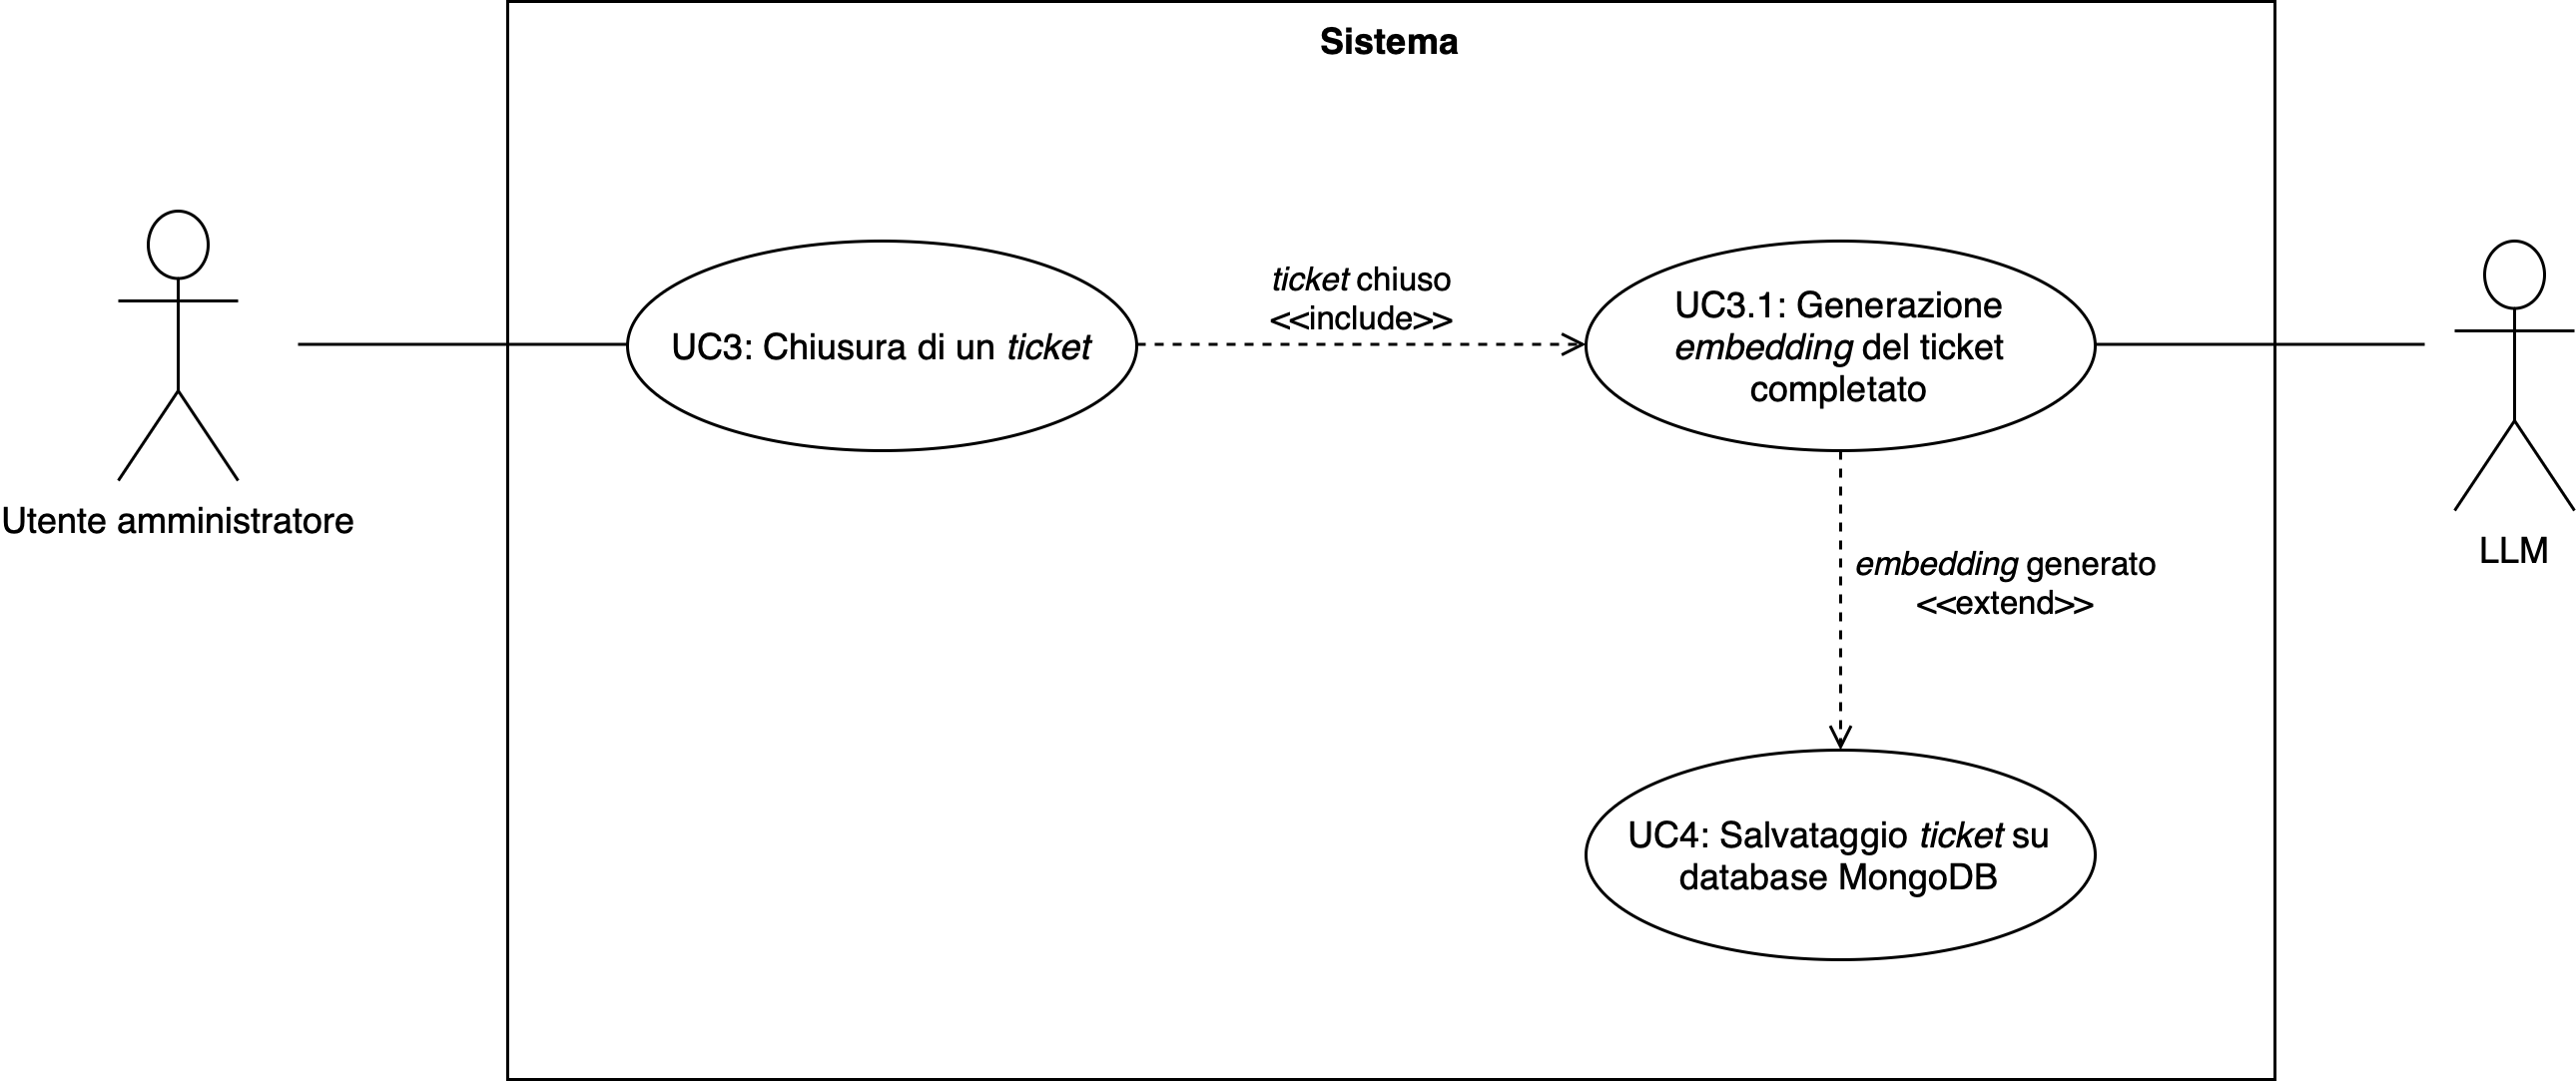 Sistema
ticket chiuso
<<include>>
UC3: Chiusura di un ticket
UC3.1: Generazione
embedding del ticket
completato
Utente amministratore
LLM
embedding generato
<<extend>>
UC4: Salvataggio ticket su
database MongoDB